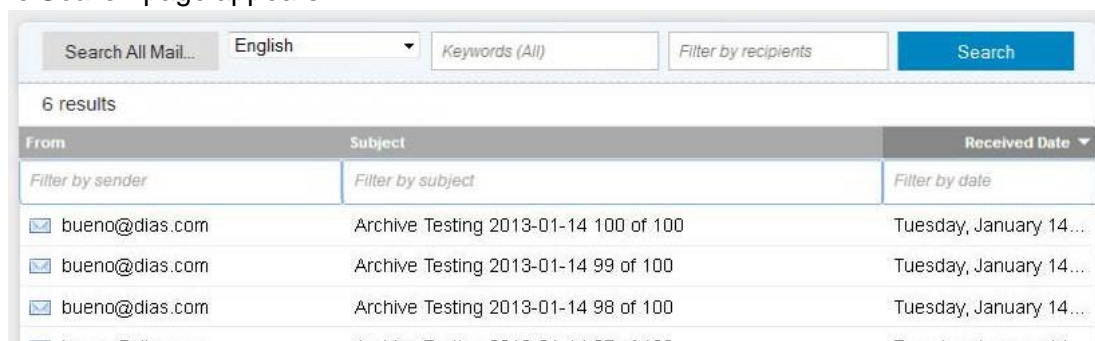 Search All Mail... English Keywords (All) Filter by recipients Search
6 results
From Subject Received Date
Filter by sender Filter by subject Filter by date
bueno@dias.com Archive Testing 2013-01-14 100 of 100 Tuesday, January 14...
bueno@dias.com Archive Testing 2013-01-14 99 of 100 Tuesday, January 14...
bueno@dias.com Archive Testing 2013-01-14 98 of 100 Tuesday, January 14...